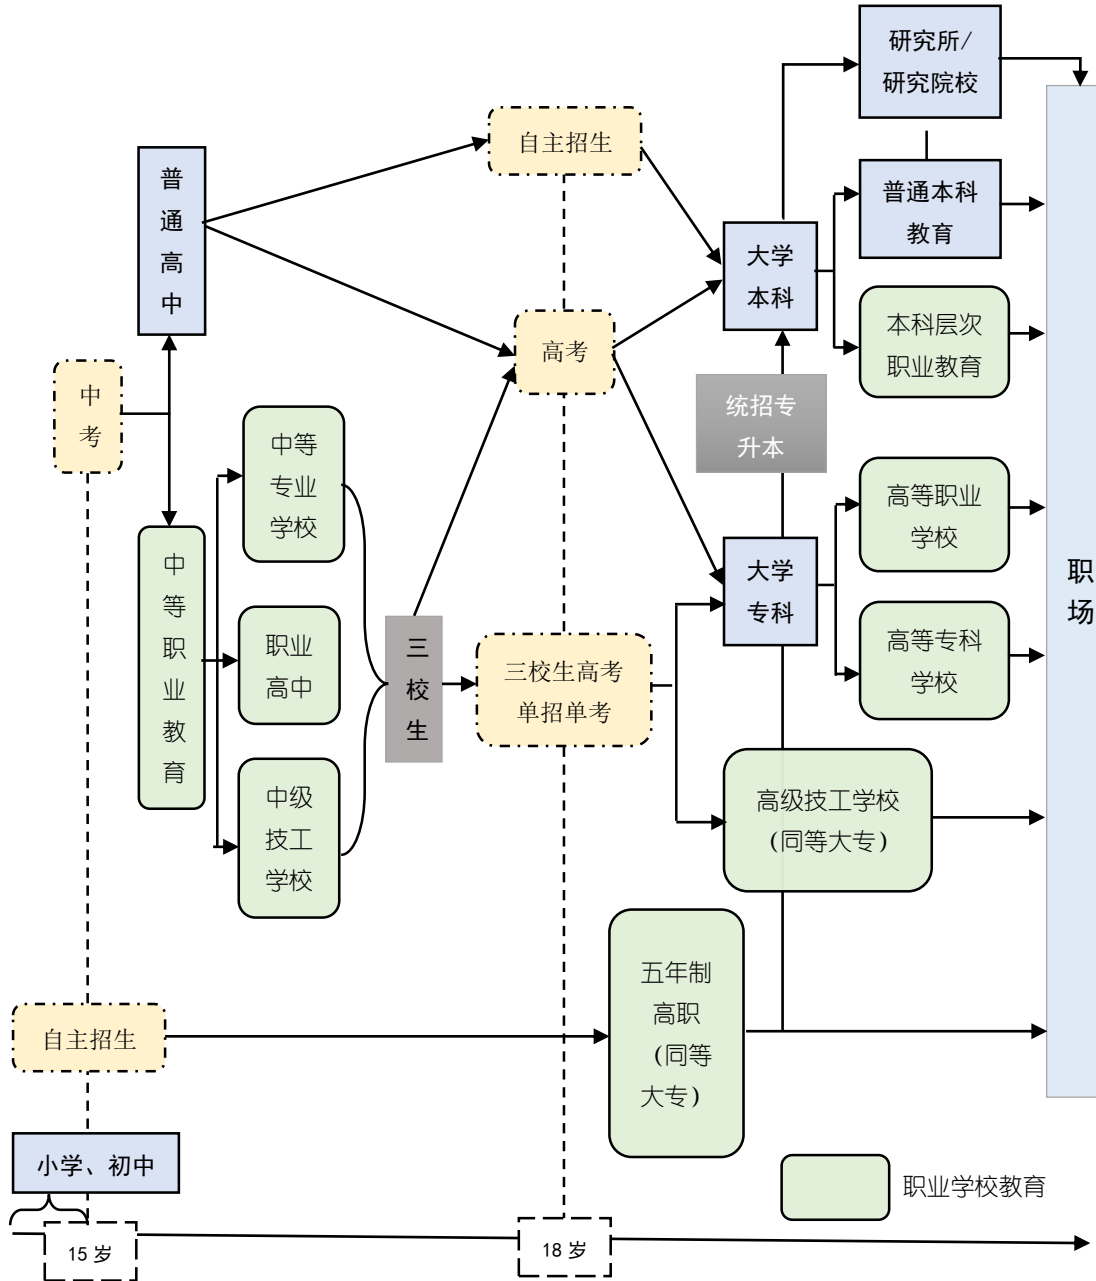 研究所/
研究院校
自主招生
普
通
高
中
普通本科
教育
大学
本科
本科层次
职业教育
高考
中
考
统招专
升本
中等
专业
学校
高等职业
学校
中
等
职
业
教
育
大学
专科
职
场
职业
高中
三
校
生
三校生高考
单招单考
高等专科
学校
中级
技工
学校
高级技工学校
(同等大专)
五年制
高职
(同等
大专)
自主招生
小学、初中
职业学校教育
15 岁
18 岁